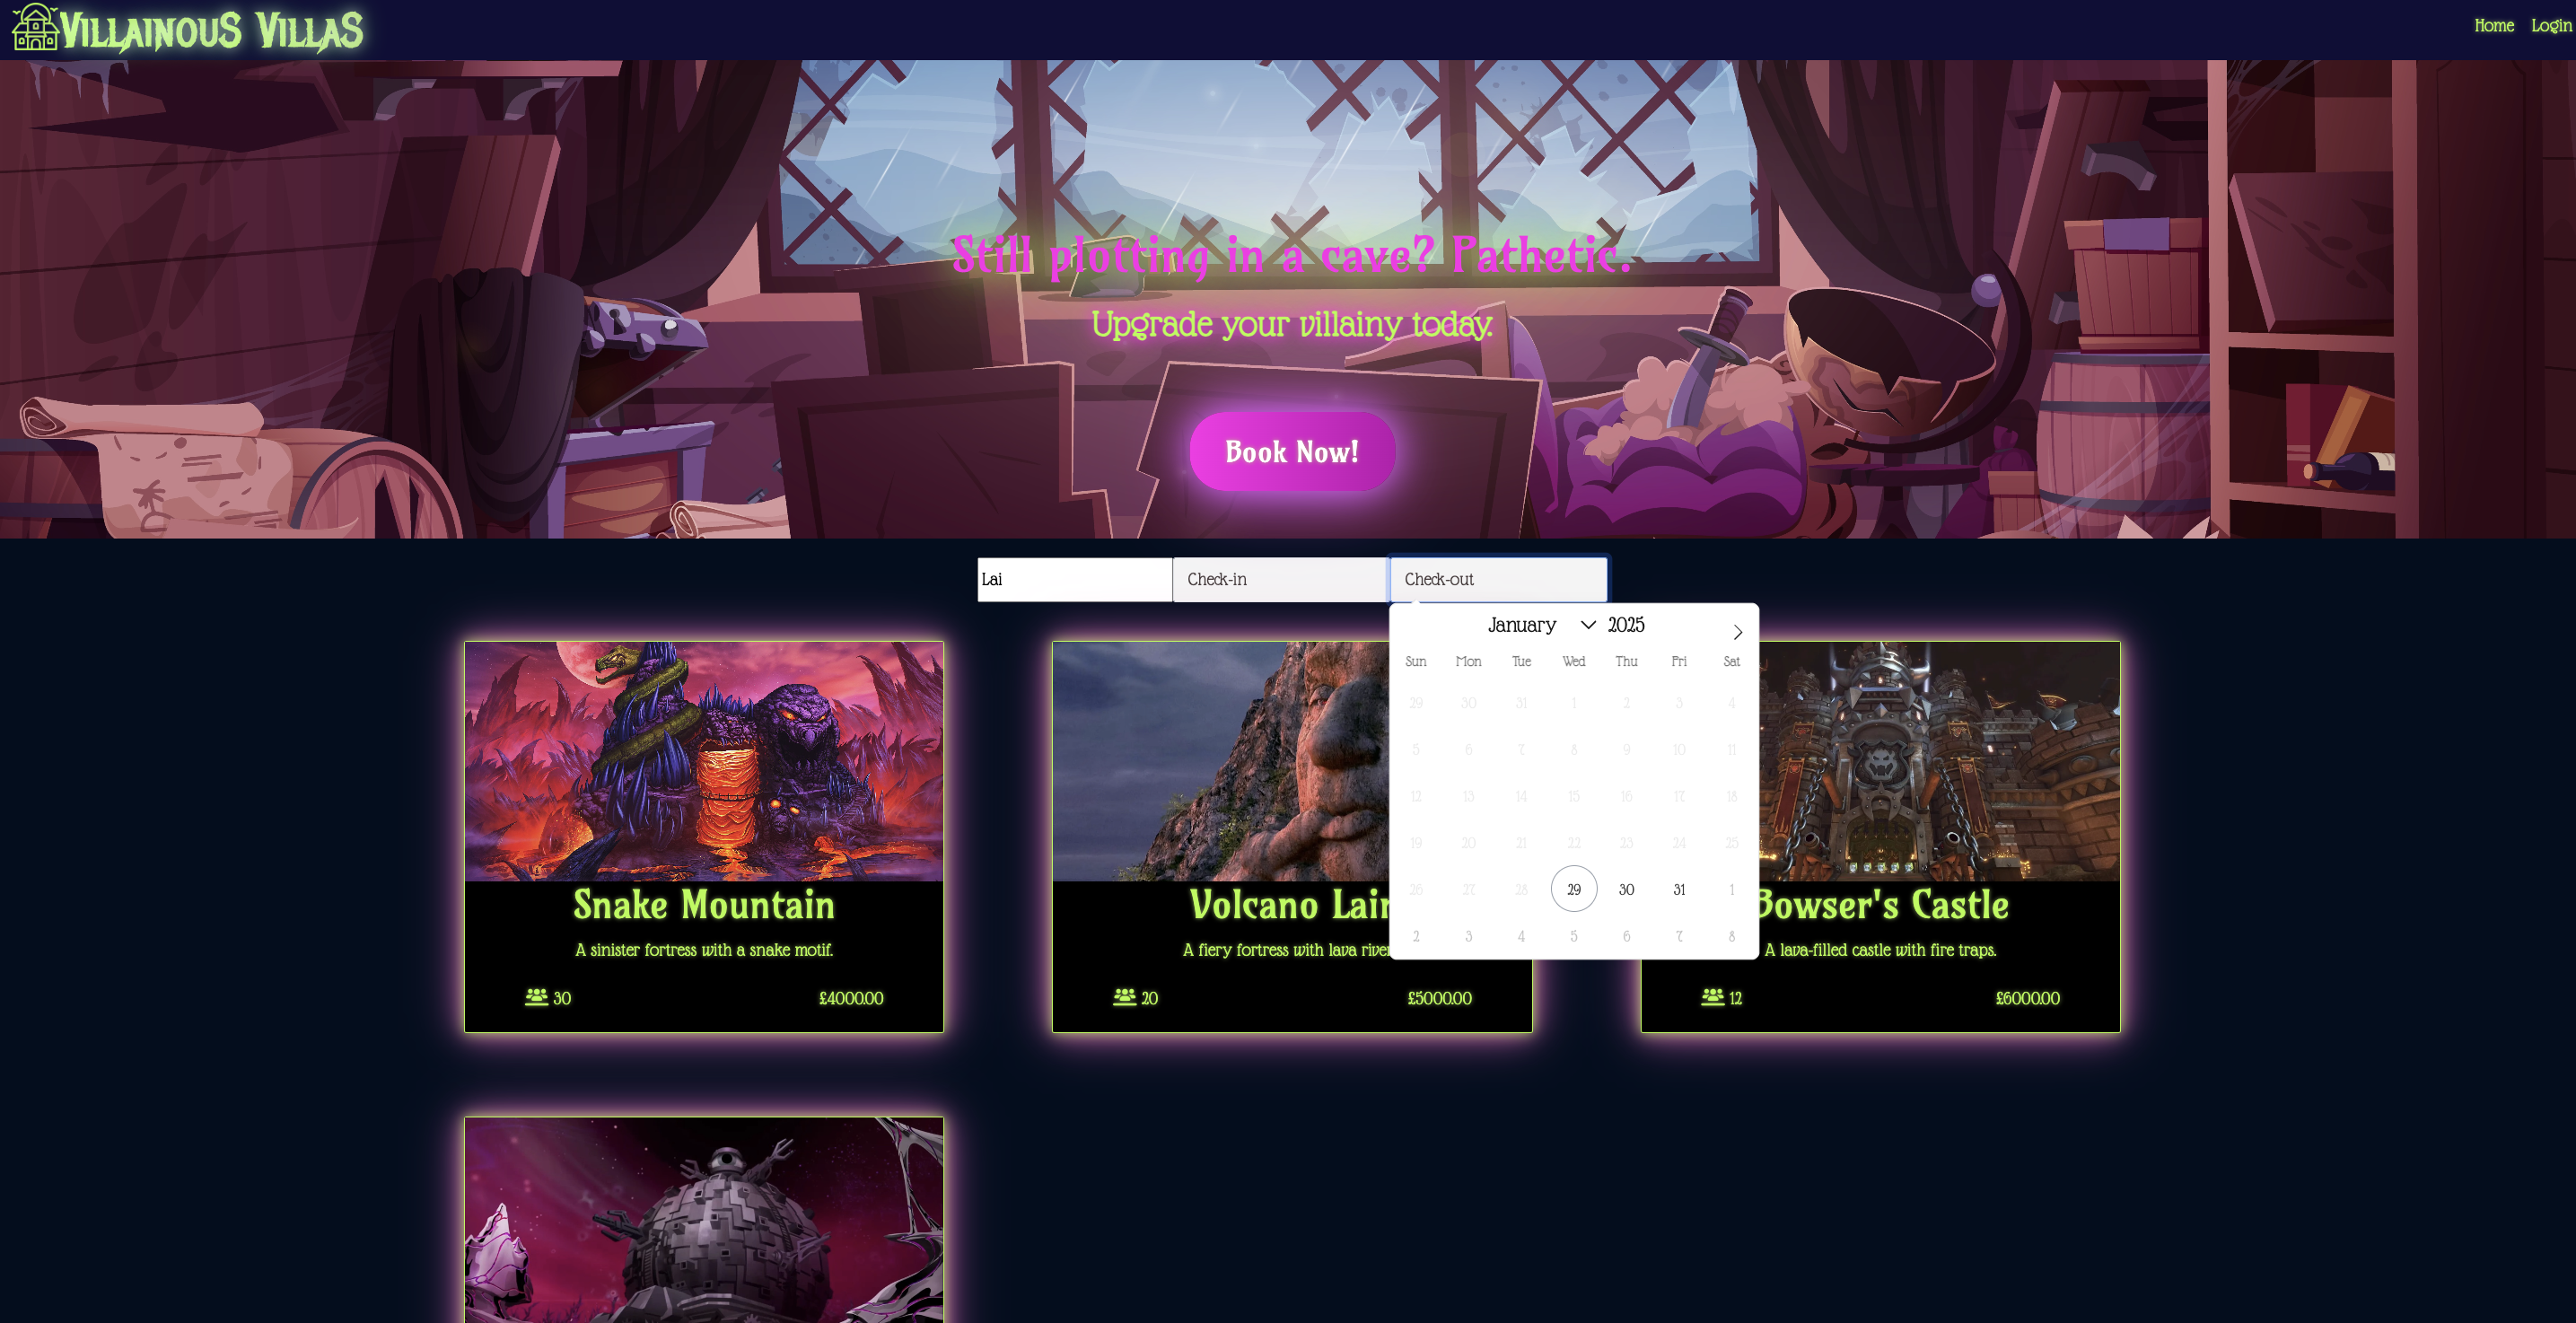 VILLAINOUS VILLAS
Home Login
Still plotting in a cave? Pathetic.
Upgrade your villainy today.
Book Now!
Lai Check-in Check-out
January 2025
Sun Mon Tue Wed Thu Fri Sat
29 30 31 1 2 3 4
5 6 7 8 9 10 11
12 13 14 15 16 17 18
19 20 21 22 23 24 25
26 27 28 29 30 31 1
2 3 4 5 6 7 8
Snake Mountain
A sinister fortress with a snake motif.
30 £4000.00
Volcano Lair
A fiery fortress with lava
20 £5000.00
Bowser's Castle
A lava-filled castle with fire traps.
12 £6000.00